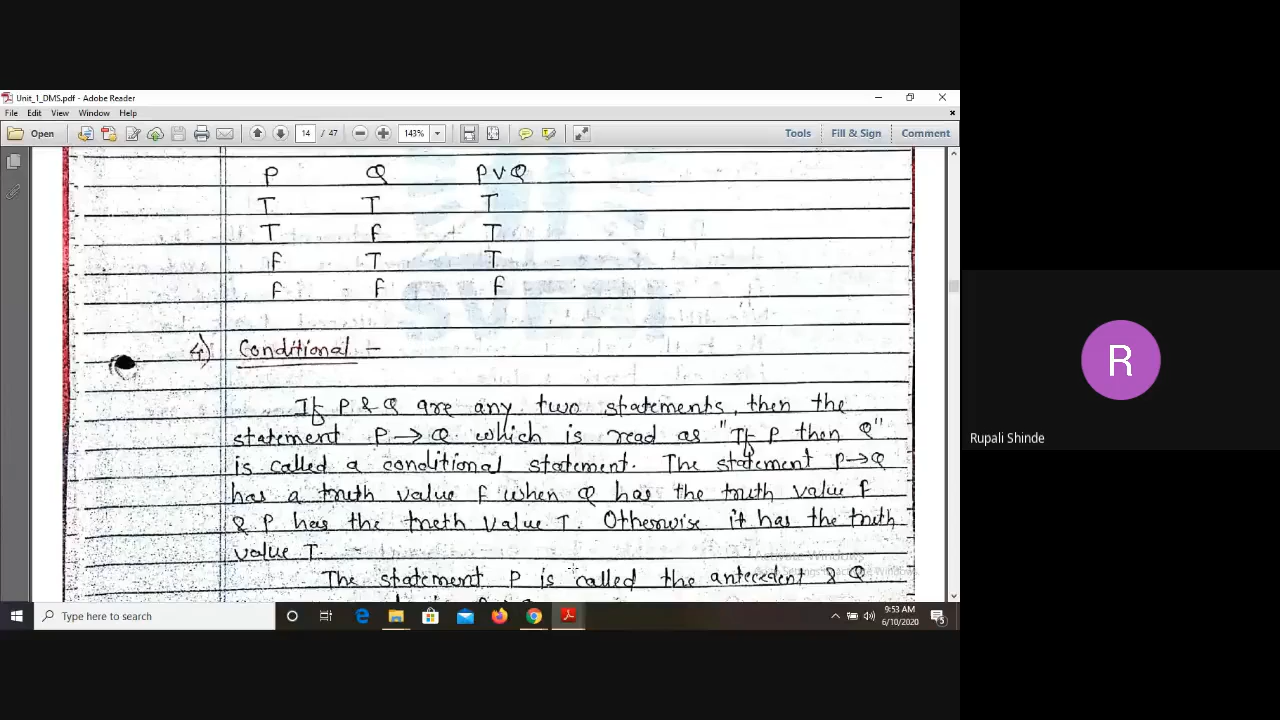 Unit_1_DMS.pdf - Adobe Reader
File Edit View Window Help
Open 14 / 47 143% Tools Fill & Sign Comment
P Q P∨Q
T T T
T F T
F T T
F F F
4) Conditional -
If P & Q are any two statements, then the
statement P → Q which is read as "If P then Q"
is called a conditional statement. The statement P→Q
has a truth value F when Q has the truth value F
& P has the truth value T. Otherwise it has the truth
value T.
The statement P is called the antecedent & Q
R
Rupali Shinde
Type here to search
9:53 AM
6/10/2020
5